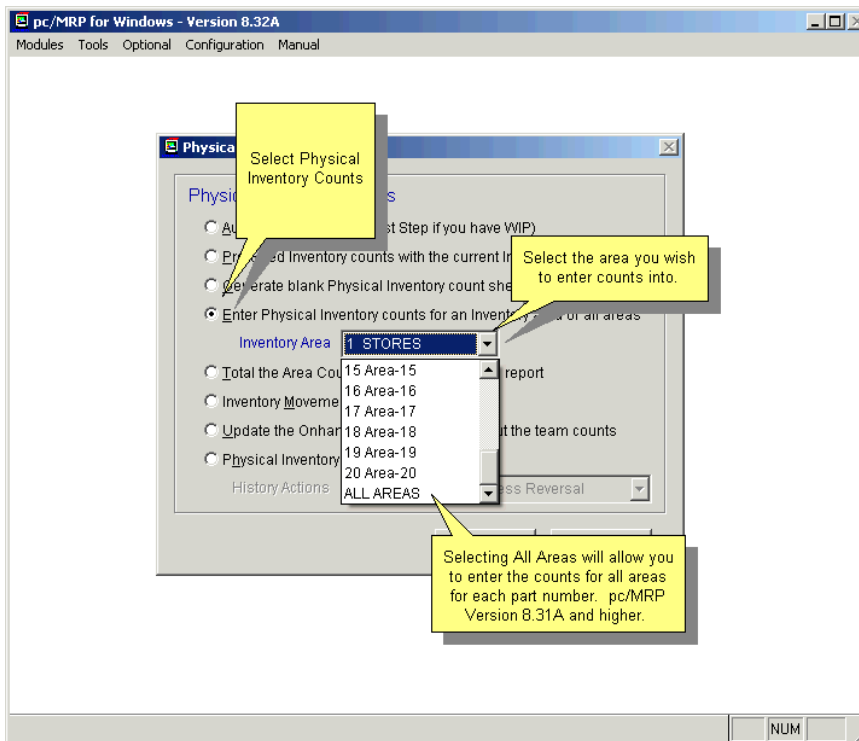 pc/MRP for Windows - Version 8.32A
Modules Tools Optional Configuration Manual
Physica
Select Physical
Inventory Counts
Physi s
A st Step if you have WIP)
P ed Inventory counts with the current I
Select the area you wish
to enter counts into.
Generate blank Physical Inventory count she
Enter Physical Inventory counts for an Inventory area or all areas
Inventory Area 1 STORES
Total the Area Cou report
15 Area-15
16 Area-16
Inventory Moveme
17 Area-17
Update the Onhan t the team counts
18 Area-18
19 Area-19
Physical Inventory
20 Area-20
History Actions ess Reversal
ALL AREAS
Selecting All Areas will allow you
to enter the counts for all areas
for each part number. pc/MRP
Version 8.31A and higher.
NUM